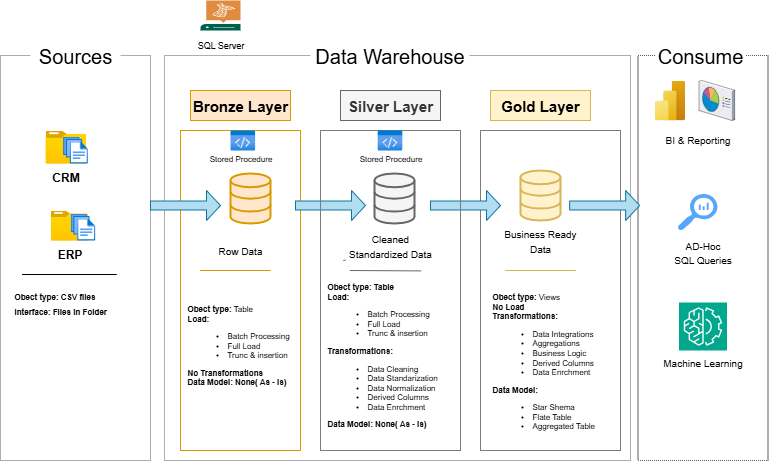 SQL Server
Sources
Data Warehouse
Consume
CRM
ERP
Obect type: CSV files
Interface: Files in Folder
Bronze Layer
Stored Procedure
Row Data
Obect type: Table
Load:
• Batch Processing
• Full Load
• Trunc & insertion
No Transformations
Data Model: None( As - Is)
Silver Layer
Stored Procedure
Cleaned
Standardized Data
Obect type: Table
Load:
• Batch Processing
• Full Load
• Trunc & insertion
Transformations:
• Data Cleaning
• Data Standarization
• Data Normalization
• Derived Columns
• Data Enrchment
Data Model: None( As - Is)
Gold Layer
Business Ready
Data
Obect type: Views
No Load
Transformations:
• Data Integrations
• Aggregations
• Business Logic
• Derived Columns
• Data Enrchment
Data Model:
• Star Shema
• Flate Table
• Aggregated Table
BI & Reporting
AD-Hoc
SQL Queries
Machine Learning